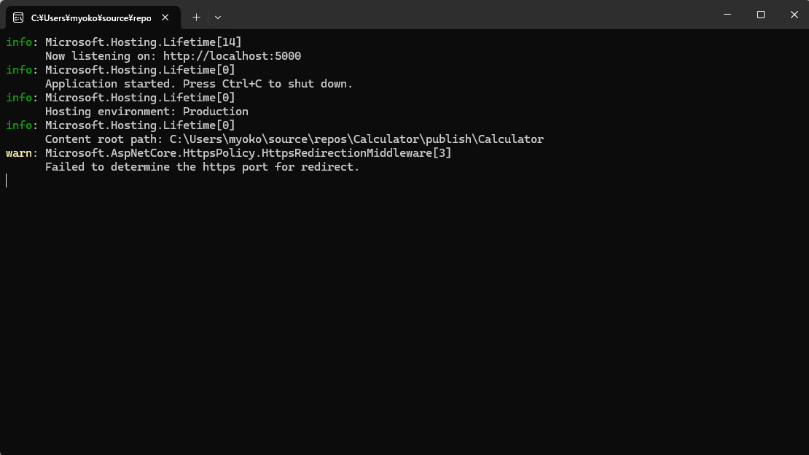 C:¥Users¥myoko¥source¥repo
info: Microsoft.Hosting.Lifetime[14]
Now listening on: http://localhost:5000
info: Microsoft.Hosting.Lifetime[0]
Application started. Press Ctrl+C to shut down.
info: Microsoft.Hosting.Lifetime[0]
Hosting environment: Production
info: Microsoft.Hosting.Lifetime[0]
Content root path: C:\Users\myoko\source\repos\Calculator\publish\Calculator
warn: Microsoft.AspNetCore.HttpsPolicy.HttpsRedirectionMiddleware[3]
Failed to determine the https port for redirect.